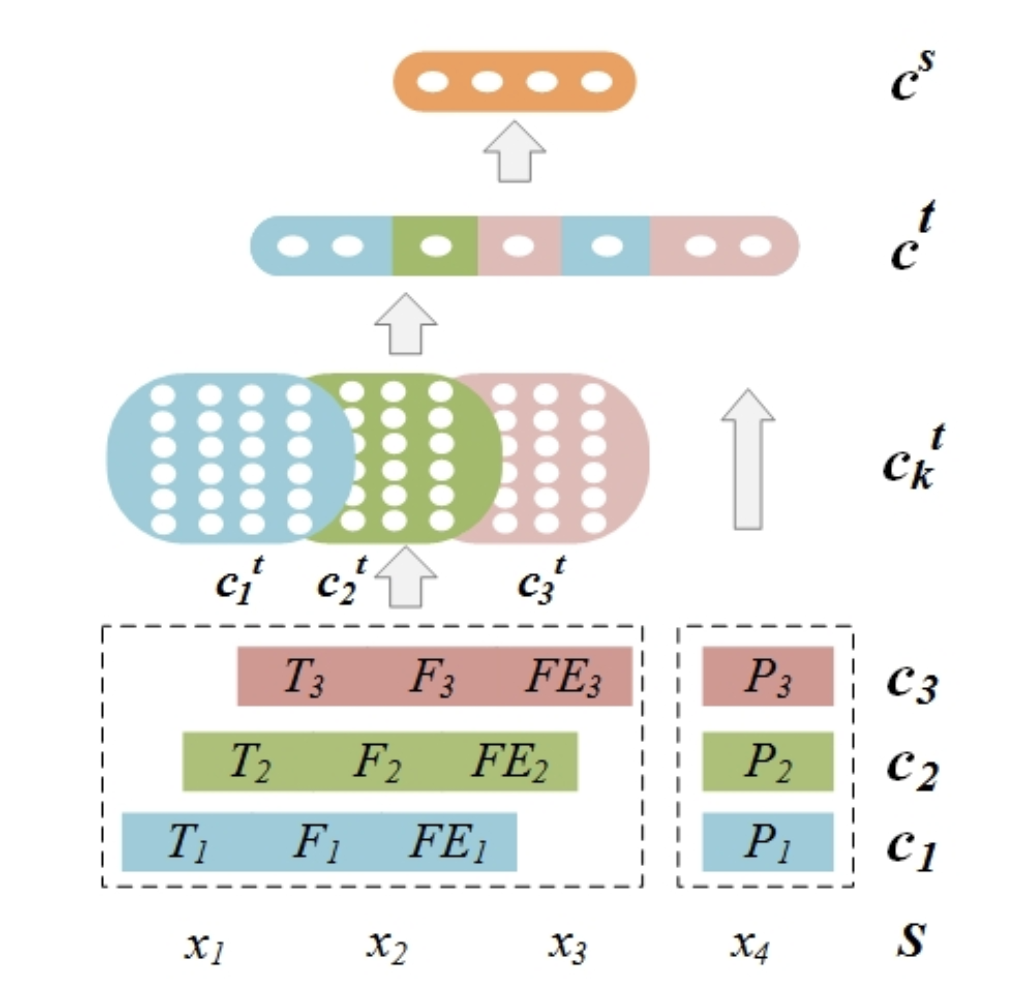 c^s
c^t
c_k^t
c_1^t c_2^t c_3^t
T_3 F_3 FE_3 P_3 c_3
T_2 F_2 FE_2 P_2 c_2
T_1 F_1 FE_1 P_1 c_1
x_1 x_2 x_3 x_4 S